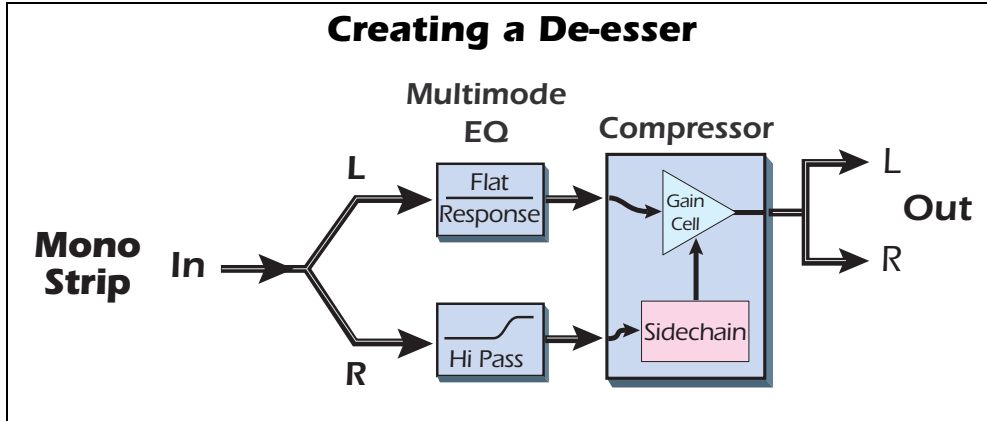 Creating a De-esser
Multimode
EQ
Compressor
L
Flat
Response
Gain
Cell
L
Out
R
Mono
Strip
In
R
Hi Pass
Sidechain